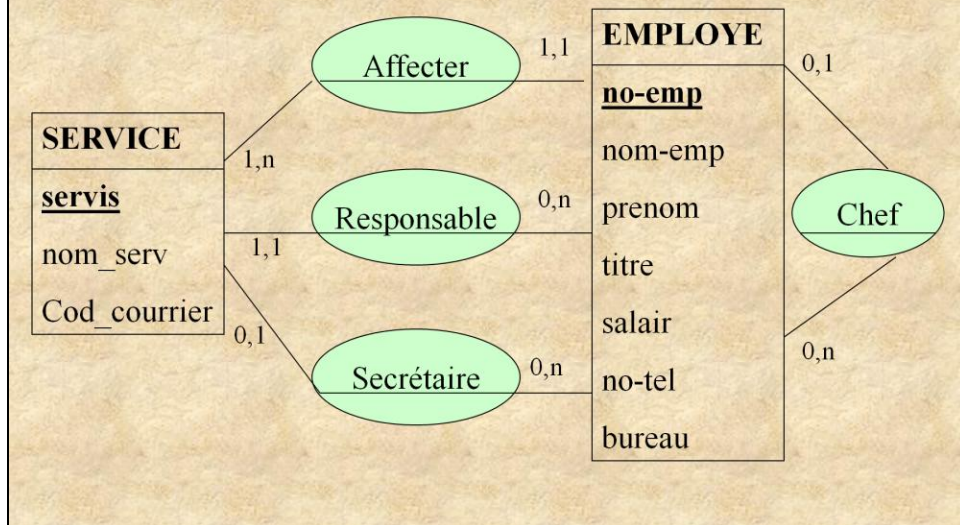 SERVICE
servis
nom_serv
Cod_courrier
1,n
1,1
0,1
Affecter
Responsable
Secrétaire
1,1
0,n
0,n
EMPLOYE
no-emp
nom-emp
prenom
titre
salair
no-tel
bureau
0,1
Chef
0,n